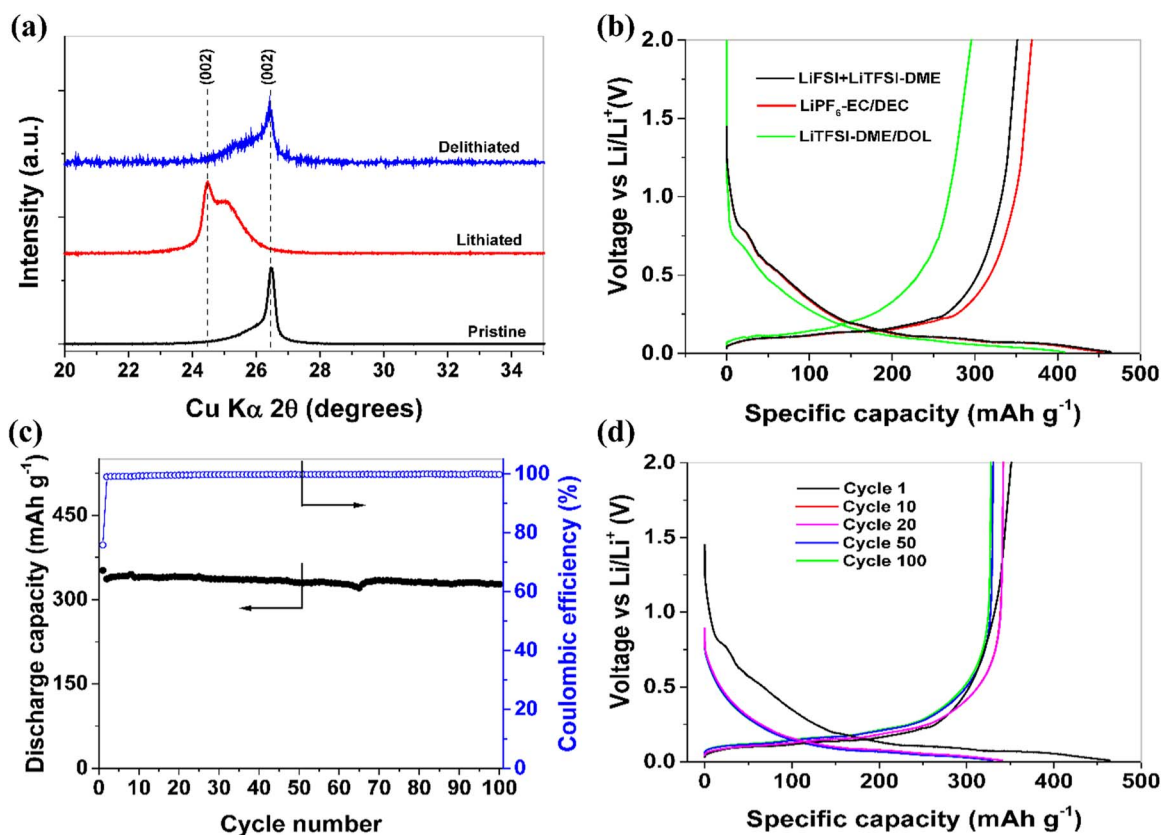 (a)
(002)
(002)
Delithiated
Lithiated
Pristine
Intensity (a.u.)
20 22 24 26 28 30 32 34
Cu Kα 2θ (degrees)
(b)
LiFSI+LiTFSI-DME
LiPF6-EC/DEC
LiTFSI-DME/DOL
Voltage vs Li/Li+(V)
2.0
1.5
1.0
0.5
0.0
0 100 200 300 400 500
Specific capacity (mAh g-1)
(c)
Discharge capacity (mAh g-1)
450
300
150
0
100
80
60
40
20
0
Coulombic efficiency (%)
0 10 20 30 40 50 60 70 80 90 100
Cycle number
(d)
Cycle 1
Cycle 10
Cycle 20
Cycle 50
Cycle 100
Voltage vs Li/Li+ (V)
2.0
1.5
1.0
0.5
0.0
0 100 200 300 400 500
Specific capacity (mAh g-1)